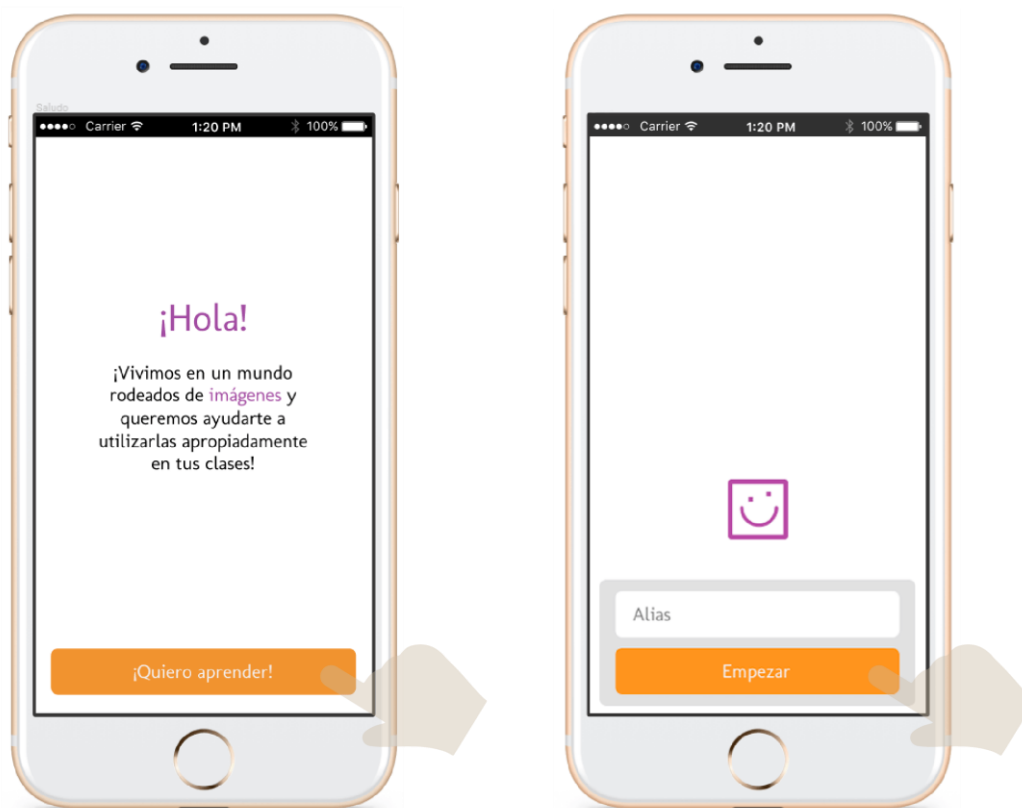 Saludo
Carrier 1:20 PM 100%
¡Hola!
¡Vivimos en un mundo
rodeados de imágenes y
queremos ayudarte a
utilizarlas apropiadamente
en tus clases!
¡Quiero aprender!
Carrier 1:20 PM 100%
Alias
Empezar